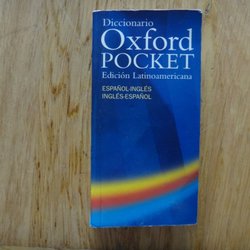 Diccionario
Oxford
POCKET
Edición Latinoamericana
ESPAÑOL-INGLÉS
INGLÉS-ESPAÑOL